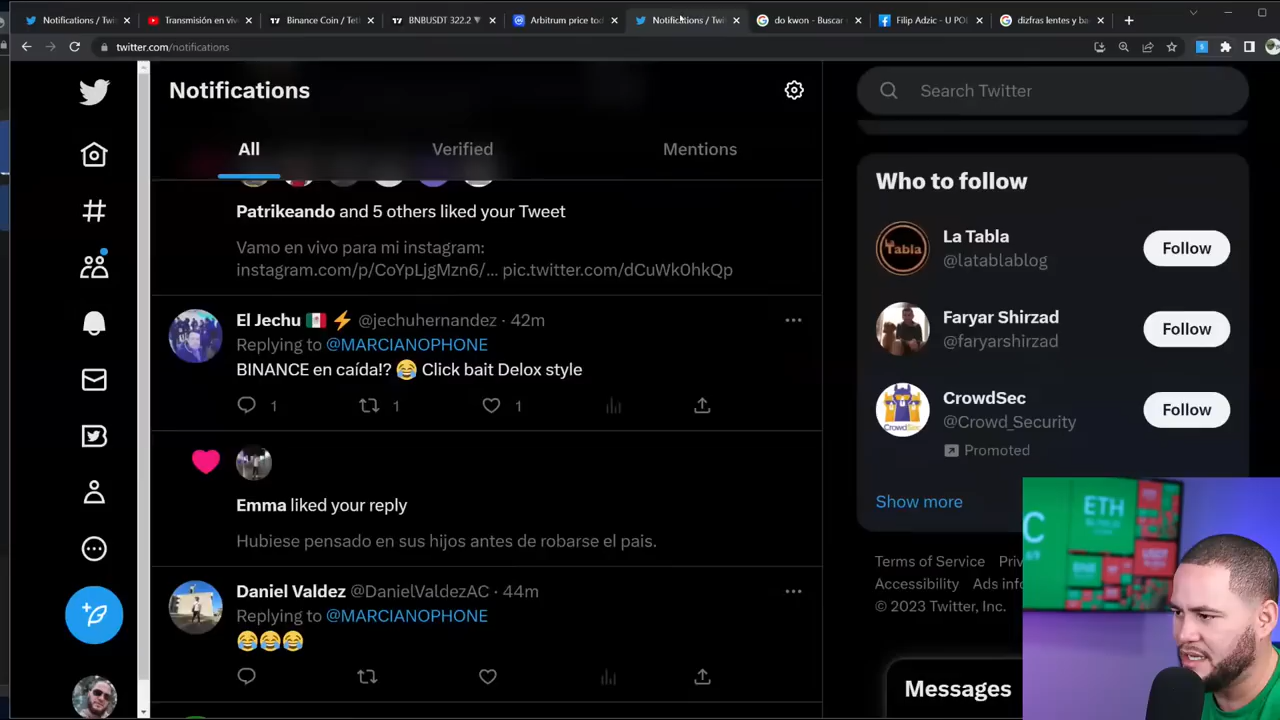 Notifications / Twi
Transmisión en viv
Binance Coin / Teth
BNBUSDT 322.2 ▼
Arbitrum price tod
Notifications / Twi
do kwon - Buscar
Filip Adzic - U PO
dizfras lentes y ba
twitter.com/notifications
Notifications
Search Twitter
All
Verified
Mentions
Patrikeando and 5 others liked your Tweet
Vamo en vivo para mi instagram:
instagram.com/p/CoYpLjgMzn6/... pic.twitter.com/dCuWk0hkQp
El Jechu 🇲🇽 ⚡ @jechuhernandez · 42m
Replying to @MARCIANOPHONE
BINANCE en caída!? 😂 Click bait Delox style
1
1
1
Emma liked your reply
Hubiese pensado en sus hijos antes de robarse el pais.
Daniel Valdez @DanielValdezAC · 44m
Replying to @MARCIANOPHONE
😂😂😂
Who to follow
La Tabla
@latablablog
Follow
Faryar Shirzad
@faryarshirzad
Follow
CrowdSec
@Crowd_Security
Follow
Promoted
Show more
Terms of Service Priv
Accessibility Ads info
© 2023 Twitter, Inc.
Messages
ETH
C